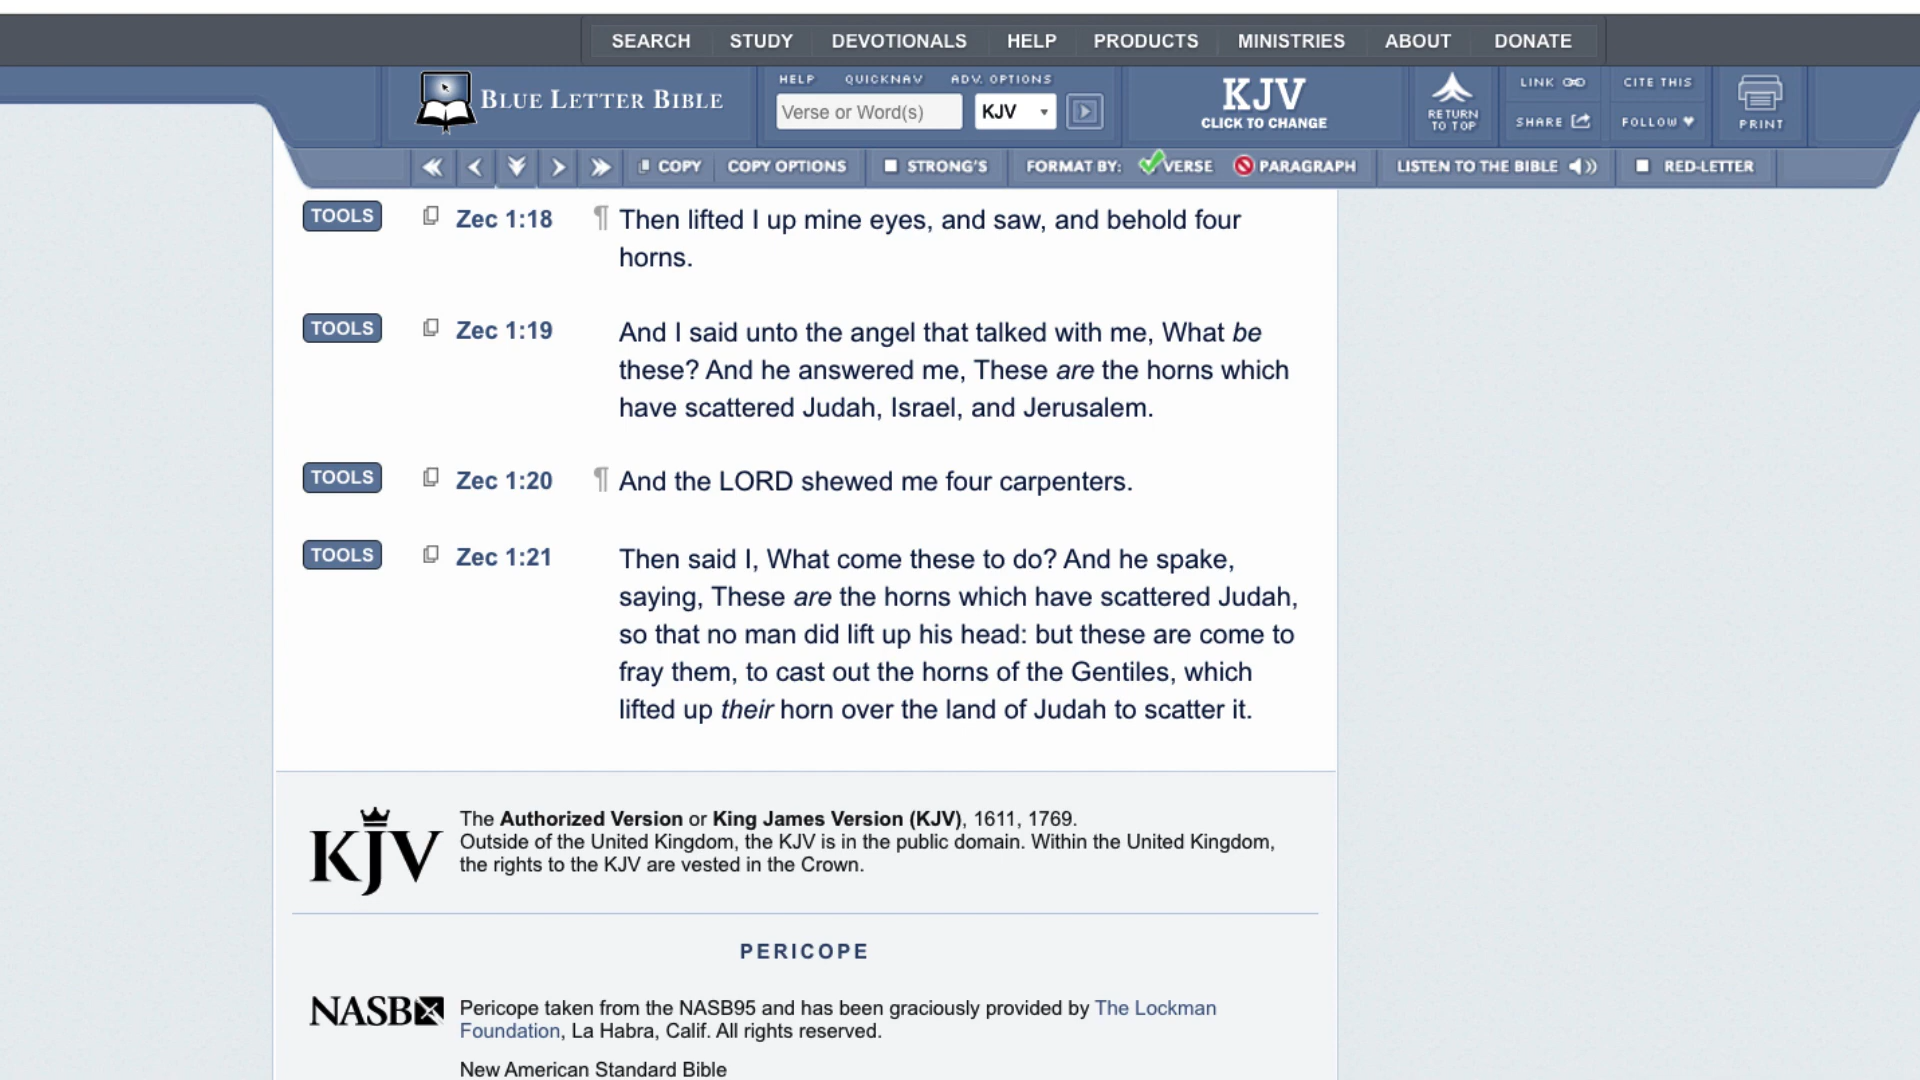 SEARCH STUDY DEVOTIONALS HELP PRODUCTS MINISTRIES ABOUT DONATE
BLUE LETTER BIBLE
HELP QUICKNAV ADV. OPTIONS
Verse or Word(s) KJV
KJV
CLICK TO CHANGE
RETURN
TO TOP
LINK
SHARE
CITE THIS
FOLLOW
PRINT
COPY COPY OPTIONS STRONG'S FORMAT BY: VERSE PARAGRAPH LISTEN TO THE BIBLE RED-LETTER
TOOLS Zec 1:18 ¶ Then lifted I up mine eyes, and saw, and behold four
horns.
TOOLS Zec 1:19 And I said unto the angel that talked with me, What be
these? And he answered me, These are the horns which
have scattered Judah, Israel, and Jerusalem.
TOOLS Zec 1:20 ¶ And the LORD shewed me four carpenters.
TOOLS Zec 1:21 Then said I, What come these to do? And he spake,
saying, These are the horns which have scattered Judah,
so that no man did lift up his head: but these are come to
fray them, to cast out the horns of the Gentiles, which
lifted up their horn over the land of Judah to scatter it.
KJV
The Authorized Version or King James Version (KJV), 1611, 1769.
Outside of the United Kingdom, the KJV is in the public domain. Within the United Kingdom,
the rights to the KJV are vested in the Crown.
PERICOPE
NASB
Pericope taken from the NASB95 and has been graciously provided by The Lockman
Foundation, La Habra, Calif. All rights reserved.
New American Standard Bible